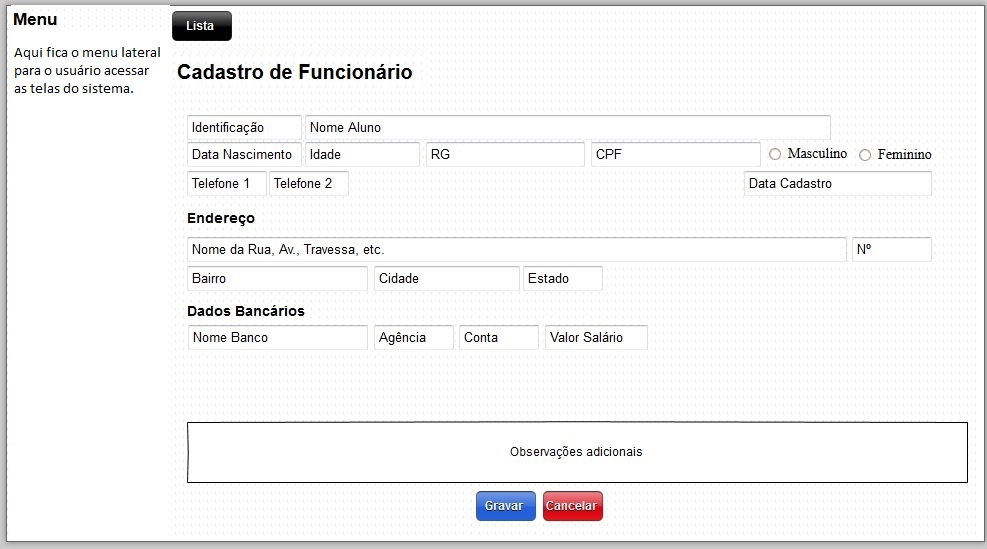 Menu
Lista
Aqui fica o menu lateral
para o usuário acessar
as telas do sistema.
Cadastro de Funcionário
Identificação Nome Aluno
Data Nascimento Idade RG CPF Masculino Feminino
Telefone 1 Telefone 2 Data Cadastro
Endereço
Nome da Rua, Av., Travessa, etc. Nº
Bairro Cidade Estado
Dados Bancários
Nome Banco Agência Conta Valor Salário
Observações adicionais
Gravar Cancelar